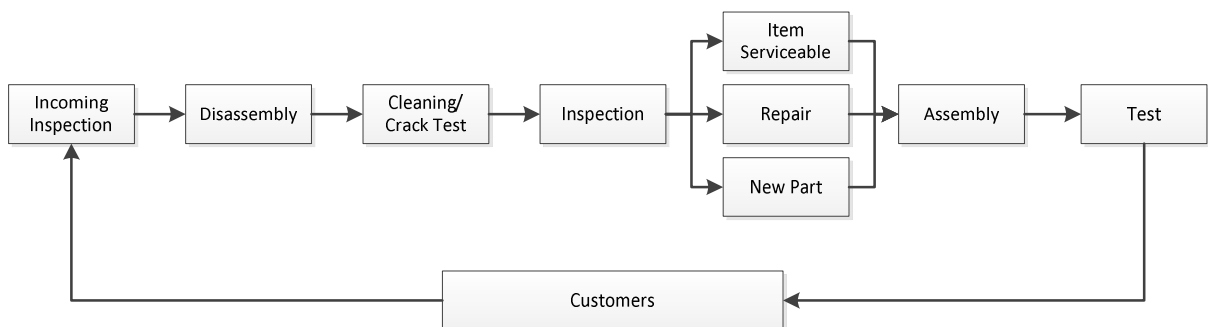 Incoming
Inspection
Disassembly
Cleaning/
Crack Test
Inspection
Item
Serviceable
Repair
New Part
Assembly
Test
Customers